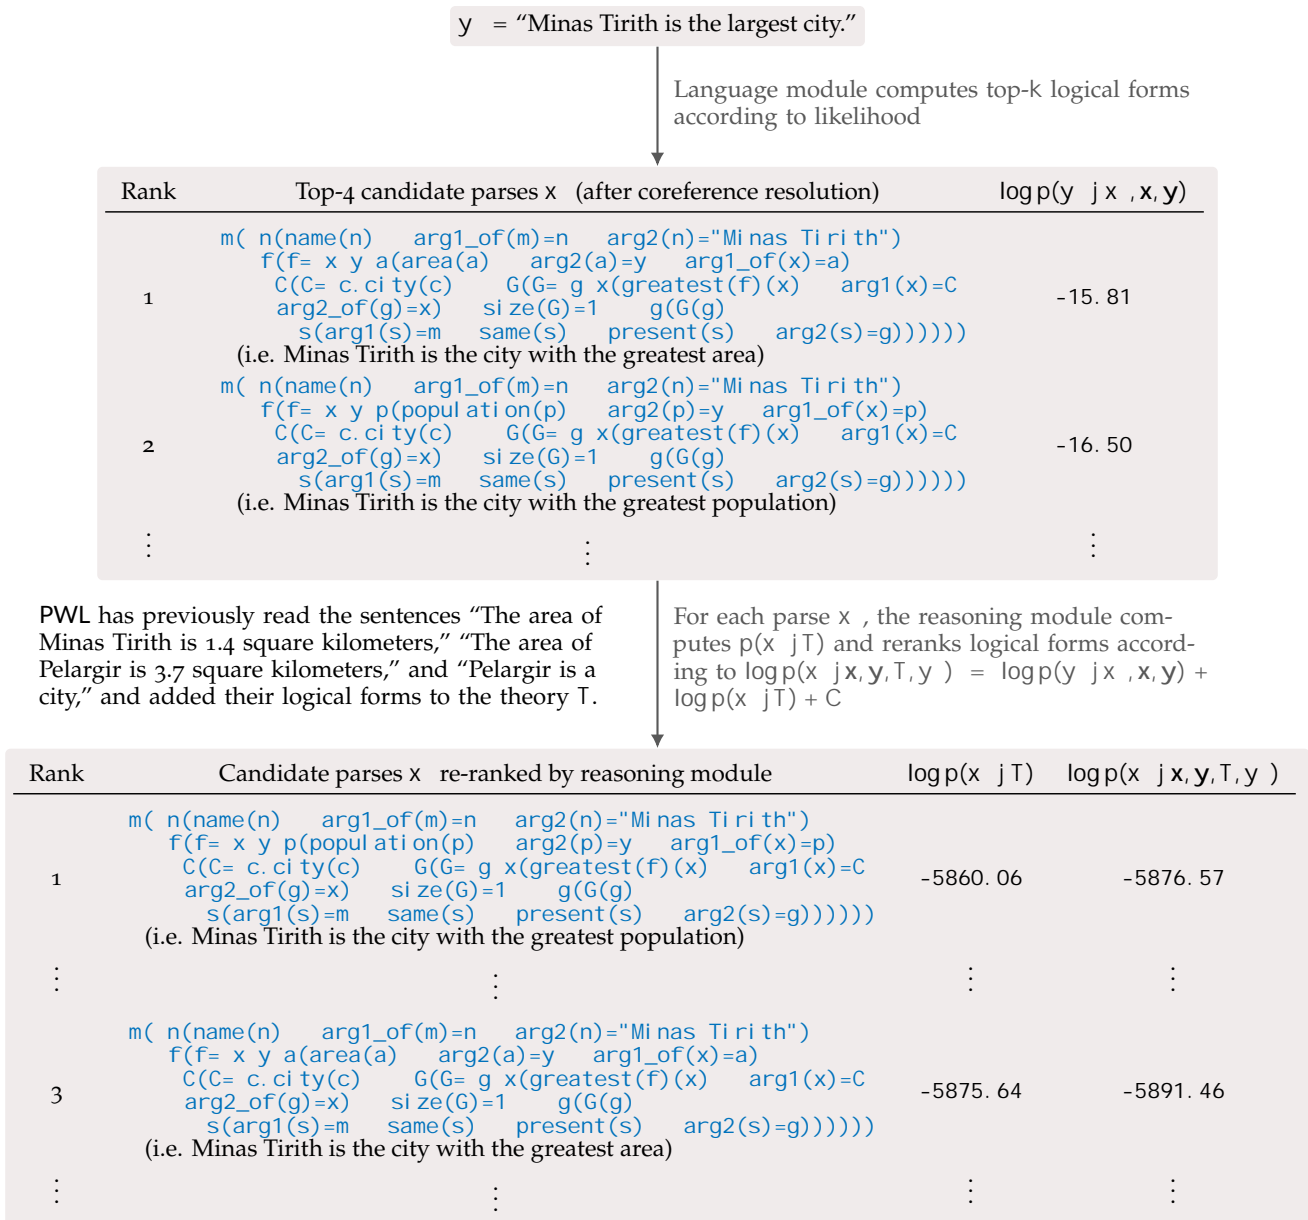 y = “Minas Tirith is the largest city.”
Language module computes top-k logical forms
according to likelihood
Rank Top-4 candidate parses x (after coreference resolution) log p(y j x , x, y)
m( n(name(n) arg1_of(m)=n arg2(n)="Minas Tirith")
f(f= x y a(area(a) arg2(a)=y arg1_of(x)=a)
C(C= c.city(c) G(G= g x(greatest(f)(x) arg1(x)=C
1 -15.81
arg2_of(g)=x) size(G)=1 g(G(g)
s(arg1(s)=m same(s) present(s) arg2(s)=g))))))
(i.e. Minas Tirith is the city with the greatest area)
m( n(name(n) arg1_of(m)=n arg2(n)="Minas Tirith")
f(f= x y p(population(p) arg2(p)=y arg1_of(x)=p)
C(C= c.city(c) G(G= g x(greatest(f)(x) arg1(x)=C
2 -16.50
arg2_of(g)=x) size(G)=1 g(G(g)
s(arg1(s)=m same(s) present(s) arg2(s)=g))))))
(i.e. Minas Tirith is the city with the greatest population)
⋮ ⋮ ⋮
PWL has previously read the sentences “The area of
Minas Tirith is 1.4 square kilometers,” “The area of
Pelargir is 3.7 square kilometers,” and “Pelargir is a
city,” and added their logical forms to the theory T.
For each parse x , the reasoning module com-
putes p(x jT) and reranks logical forms accord-
ing to log p(x jx, y, T, y ) = log p(y jx , x, y) +
log p(x jT) + C
Rank Candidate parses x re-ranked by reasoning module log p(x jT) log p(x jx, y, T, y )
m( n(name(n) arg1_of(m)=n arg2(n)="Minas Tirith")
f(f= x y p(population(p) arg2(p)=y arg1_of(x)=p)
C(C= c.city(c) G(G= g x(greatest(f)(x) arg1(x)=C
1 -5860.06 -5876.57
arg2_of(g)=x) size(G)=1 g(G(g)
s(arg1(s)=m same(s) present(s) arg2(s)=g))))))
(i.e. Minas Tirith is the city with the greatest population)
⋮ ⋮ ⋮ ⋮
m( n(name(n) arg1_of(m)=n arg2(n)="Minas Tirith")
f(f= x y a(area(a) arg2(a)=y arg1_of(x)=a)
C(C= c.city(c) G(G= g x(greatest(f)(x) arg1(x)=C
3 -5875.64 -5891.46
arg2_of(g)=x) size(G)=1 g(G(g)
s(arg1(s)=m same(s) present(s) arg2(s)=g))))))
(i.e. Minas Tirith is the city with the greatest area)
⋮ ⋮ ⋮ ⋮